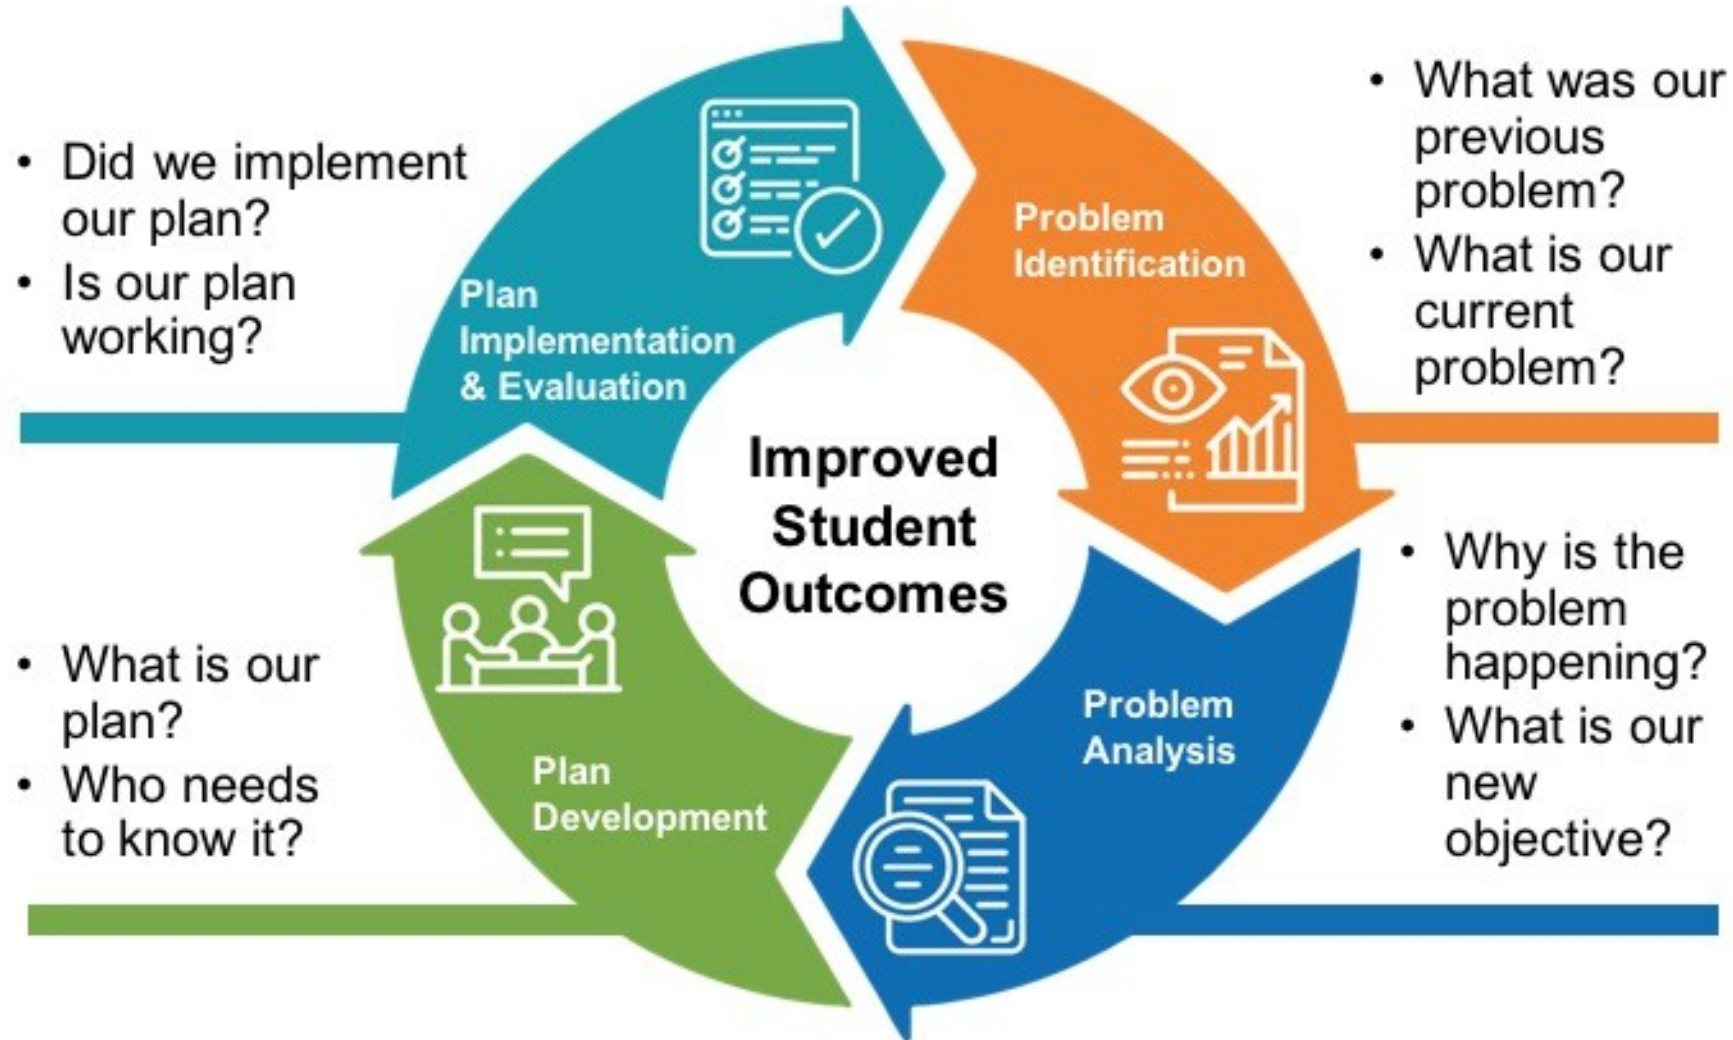 • What was our
previous
problem?
• What is our
current
problem?
Problem
Identification
• Why is the
problem
happening?
• What is our
new
objective?
Problem
Analysis
• What is our
plan?
• Who needs
to know it?
Plan
Development
• Did we implement
our plan?
• Is our plan
working?
Plan
Implementation
& Evaluation
Improved
Student
Outcomes